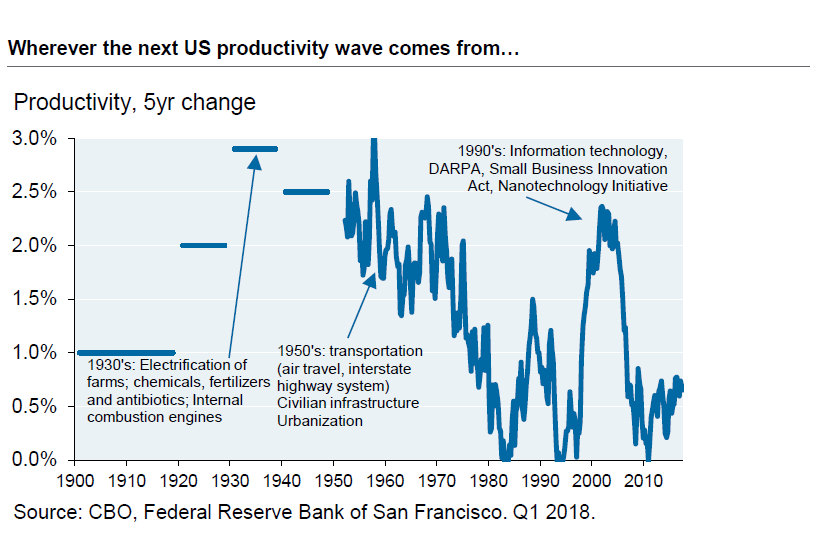 Wherever the next US productivity wave comes from…
Productivity, 5yr change
3.0%
2.5%
2.0%
1.5%
1.0%
0.5%
0.0%
1990's: Information technology,
DARPA, Small Business Innovation
Act, Nanotechnology Initiative
1930's: Electrification of
farms; chemicals, fertilizers
and antibiotics; Internal
combustion engines
1950's: transportation
(air travel, interstate
highway system)
Civilian infrastructure
Urbanization
1900 1910 1920 1930 1940 1950 1960 1970 1980 1990 2000 2010
Source: CBO, Federal Reserve Bank of San Francisco. Q1 2018.